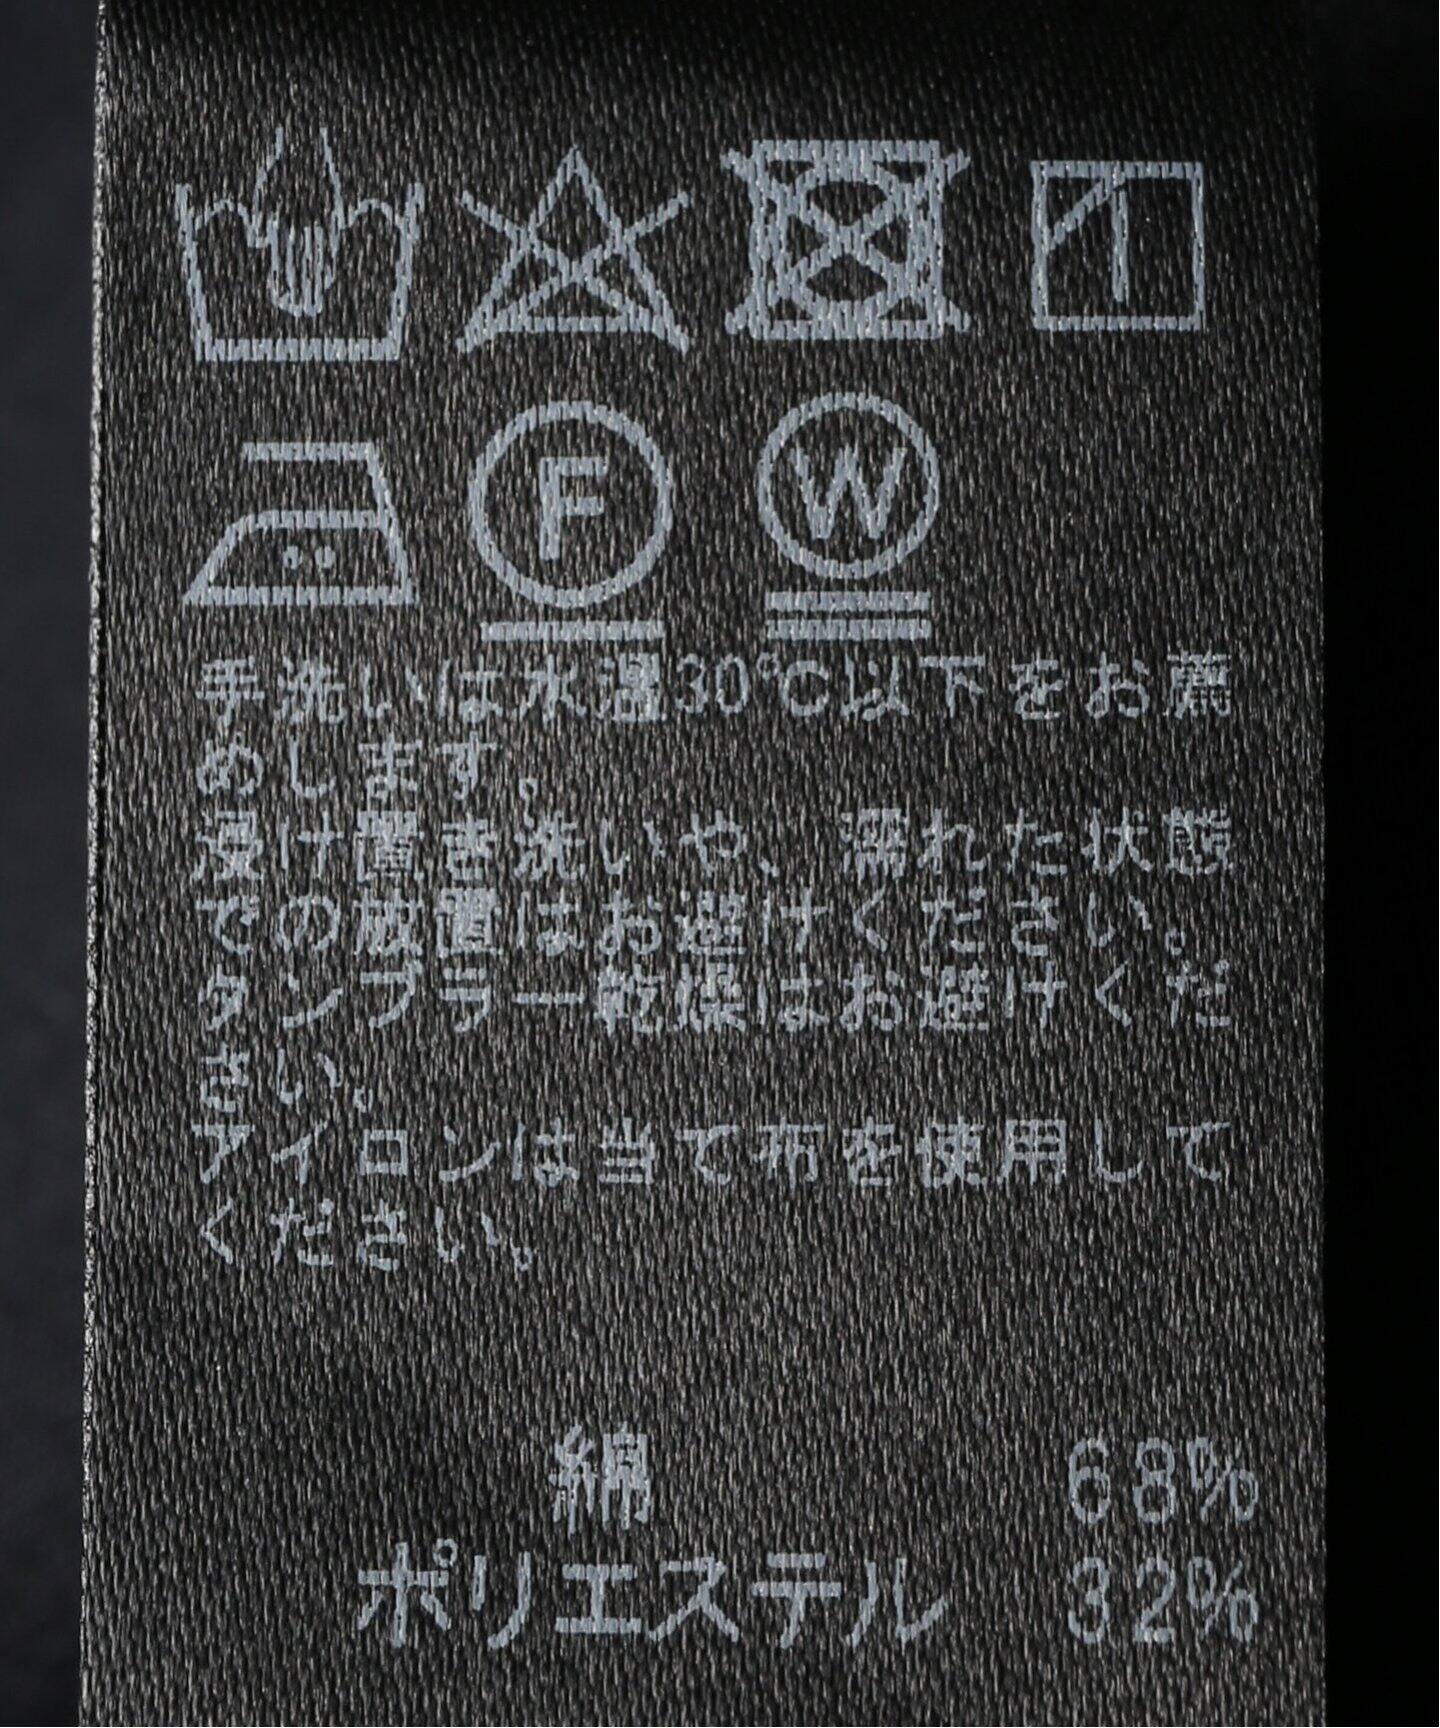 F W
手洗いは水温30℃以下をお薦
めします。
浸け置き洗いや、濡れた状態
での放置はお避けください。
タンブラー乾燥はお避けくだ
さい。
アイロンは当て布を使用して
ください。
綿 68%
ポリエステル 32%